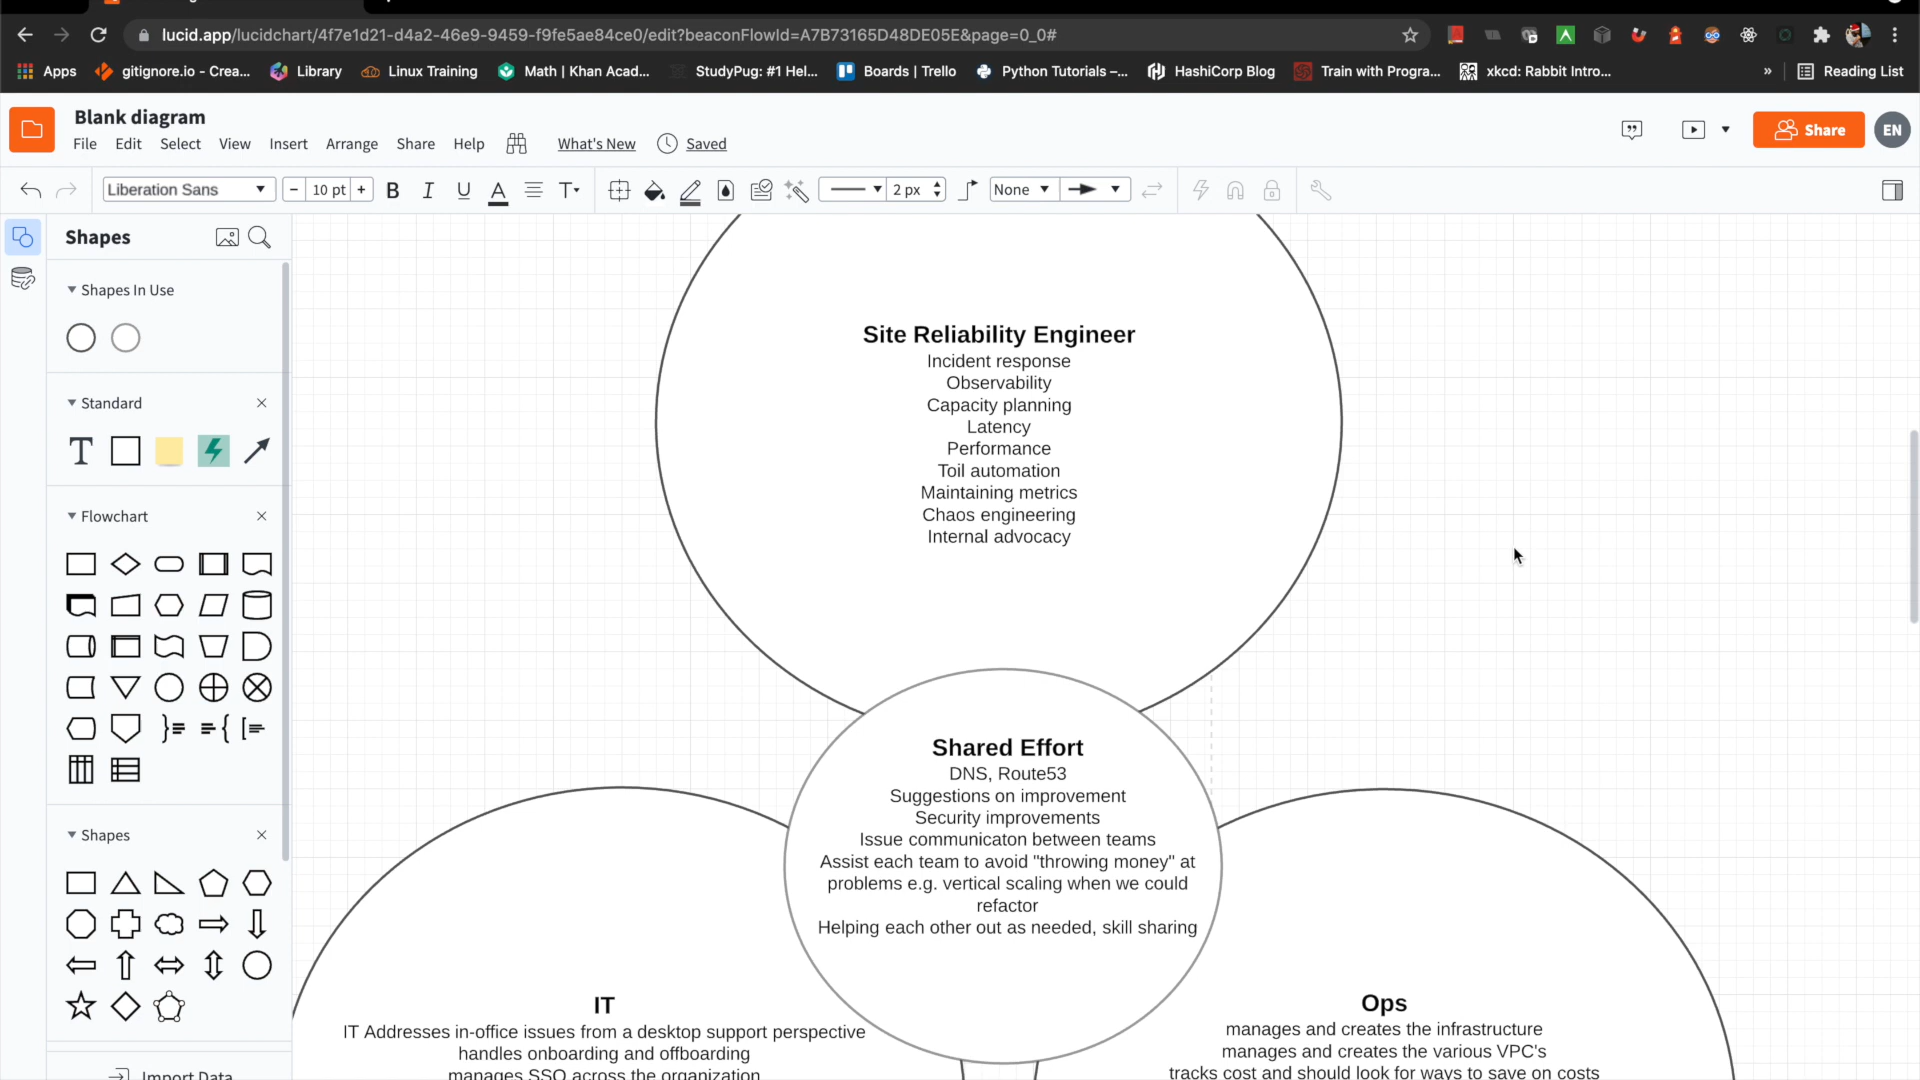 lucid.app/lucidchart/4f7e1d21-d4a2-46e9-9459-f9fe5ae84ce0/edit?beaconFlowId=A7B73165D48DE05E&page=0_0#
Apps gitignore.io - Crea... Library Linux Training Math | Khan Acad... StudyPug: #1 Hel... Boards | Trello Python Tutorials –... HashiCorp Blog Train with Progra... xkcd: Rabbit Intro... » Reading List
Blank diagram
File Edit Select View Insert Arrange Share Help What's New Saved
Share
EN
Liberation Sans 10 pt B I U A T 2 px None
Shapes
Shapes In Use
Standard
T
Flowchart
Shapes
Import Data
Site Reliability Engineer
Incident response
Observability
Capacity planning
Latency
Performance
Toil automation
Maintaining metrics
Chaos engineering
Internal advocacy
Shared Effort
DNS, Route53
Suggestions on improvement
Security improvements
Issue communicaton between teams
Assist each team to avoid "throwing money" at
problems e.g. vertical scaling when we could
refactor
Helping each other out as needed, skill sharing
IT
IT Addresses in-office issues from a desktop support perspective
handles onboarding and offboarding
manages SSO across the organization
Ops
manages and creates the infrastructure
manages and creates the various VPC's
tracks cost and should look for ways to save on costs